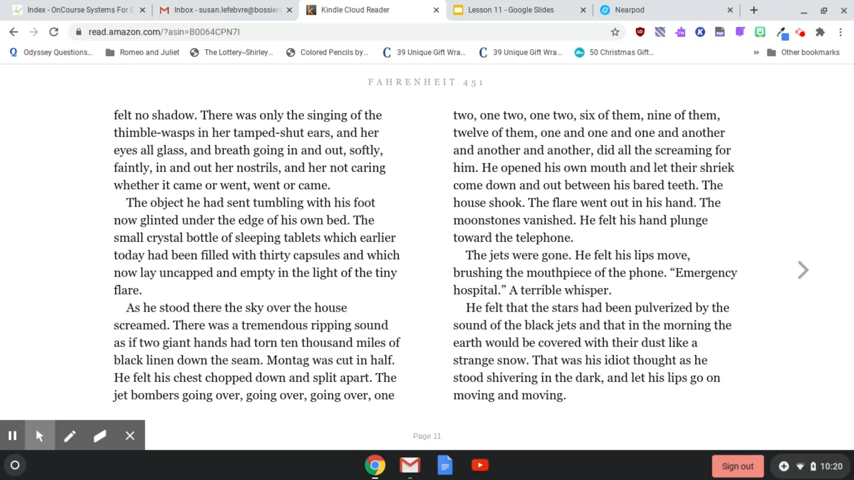 Index - OnCourse Systems For E
Inbox - susan.lefebvre@bossier
Kindle Cloud Reader
Lesson 11 - Google Slides
Nearpod
read.amazon.com/?asin=B0064CPN7I
Odyssey Questions...
Romeo and Juliet
The Lottery--Shirley...
Colored Pencils by...
39 Unique Gift Wra...
39 Unique Gift Wra...
50 Christmas Gift...
Other bookmarks
FAHRENHEIT 451
felt no shadow. There was only the singing of the
thimble-wasps in her tamped-shut ears, and her
eyes all glass, and breath going in and out, softly,
faintly, in and out her nostrils, and her not caring
whether it came or went, went or came.
The object he had sent tumbling with his foot
now glinted under the edge of his own bed. The
small crystal bottle of sleeping tablets which earlier
today had been filled with thirty capsules and which
now lay uncapped and empty in the light of the tiny
flare.
As he stood there the sky over the house
screamed. There was a tremendous ripping sound
as if two giant hands had torn ten thousand miles of
black linen down the seam. Montag was cut in half.
He felt his chest chopped down and split apart. The
jet bombers going over, going over, going over, one
two, one two, one two, six of them, nine of them,
twelve of them, one and one and one and another
and another and another, did all the screaming for
him. He opened his own mouth and let their shriek
come down and out between his bared teeth. The
house shook. The flare went out in his hand. The
moonstones vanished. He felt his hand plunge
toward the telephone.
The jets were gone. He felt his lips move,
brushing the mouthpiece of the phone. “Emergency
hospital.” A terrible whisper.
He felt that the stars had been pulverized by the
sound of the black jets and that in the morning the
earth would be covered with their dust like a
strange snow. That was his idiot thought as he
stood shivering in the dark, and let his lips go on
moving and moving.
Page 11
Sign out
10:20